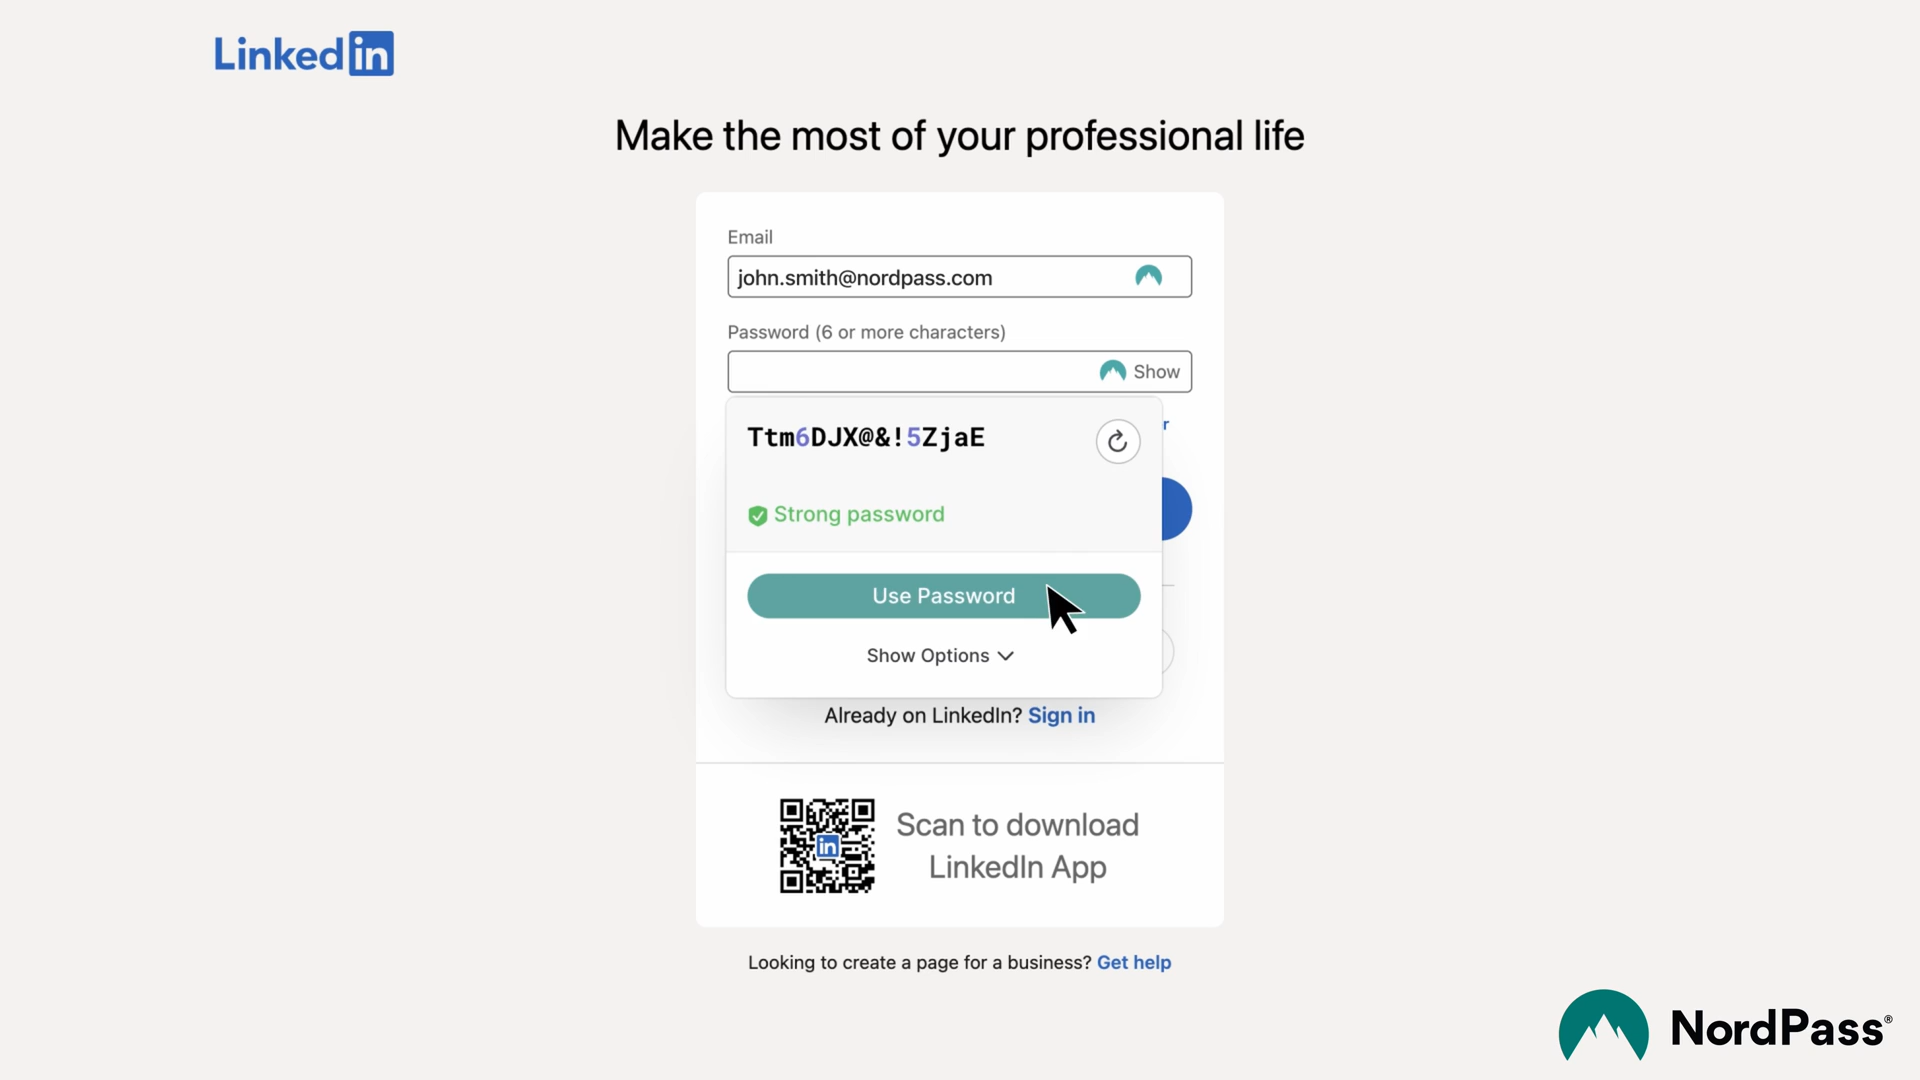 Linkedin
Make the most of your professional life
Email
john.smith@nordpass.com
Password (6 or more characters)
Show
Ttm6DJX@&!5ZjaE
r
Strong password
Use Password
Show Options
Already on LinkedIn? Sign in
in
Scan to download
LinkedIn App
Looking to create a page for a business? Get help
NordPass®